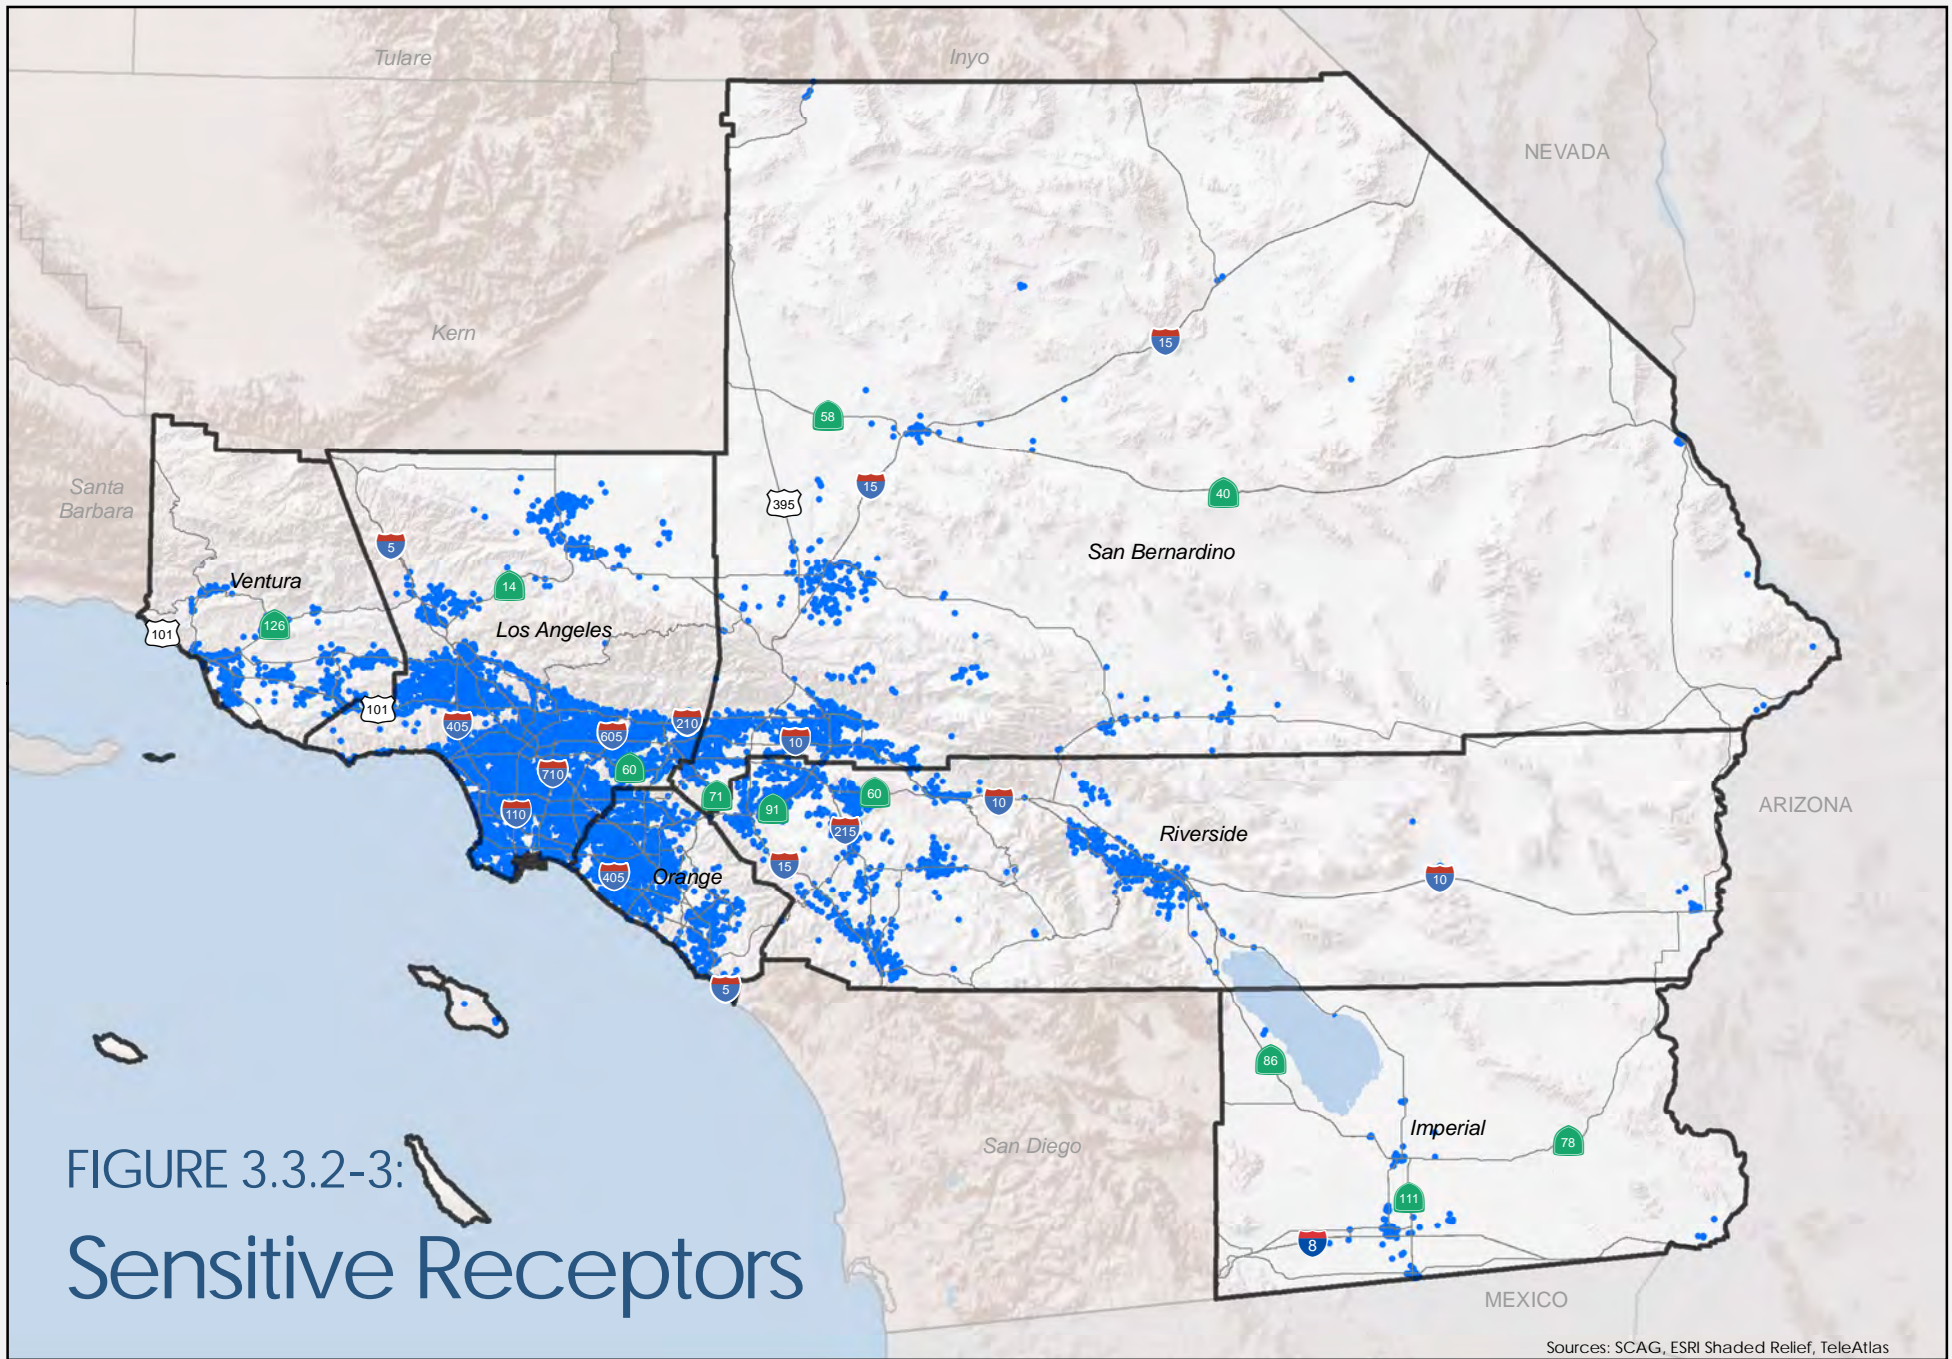 Tulare
Inyo
NEVADA
Kern
15
58
Santa
Barbara
395
15
40
5
San Bernardino
Ventura
14
126
101
Los Angeles
101
405
605
210
10
710
60
71
91
60
10
ARIZONA
110
215
Riverside
15
405
Orange
10
5
86
Imperial
78
San Diego
111
8
FIGURE 3.3.2-3:
Sensitive Receptors
MEXICO
Sources: SCAG, ESRI Shaded Relief, TeleAtlas